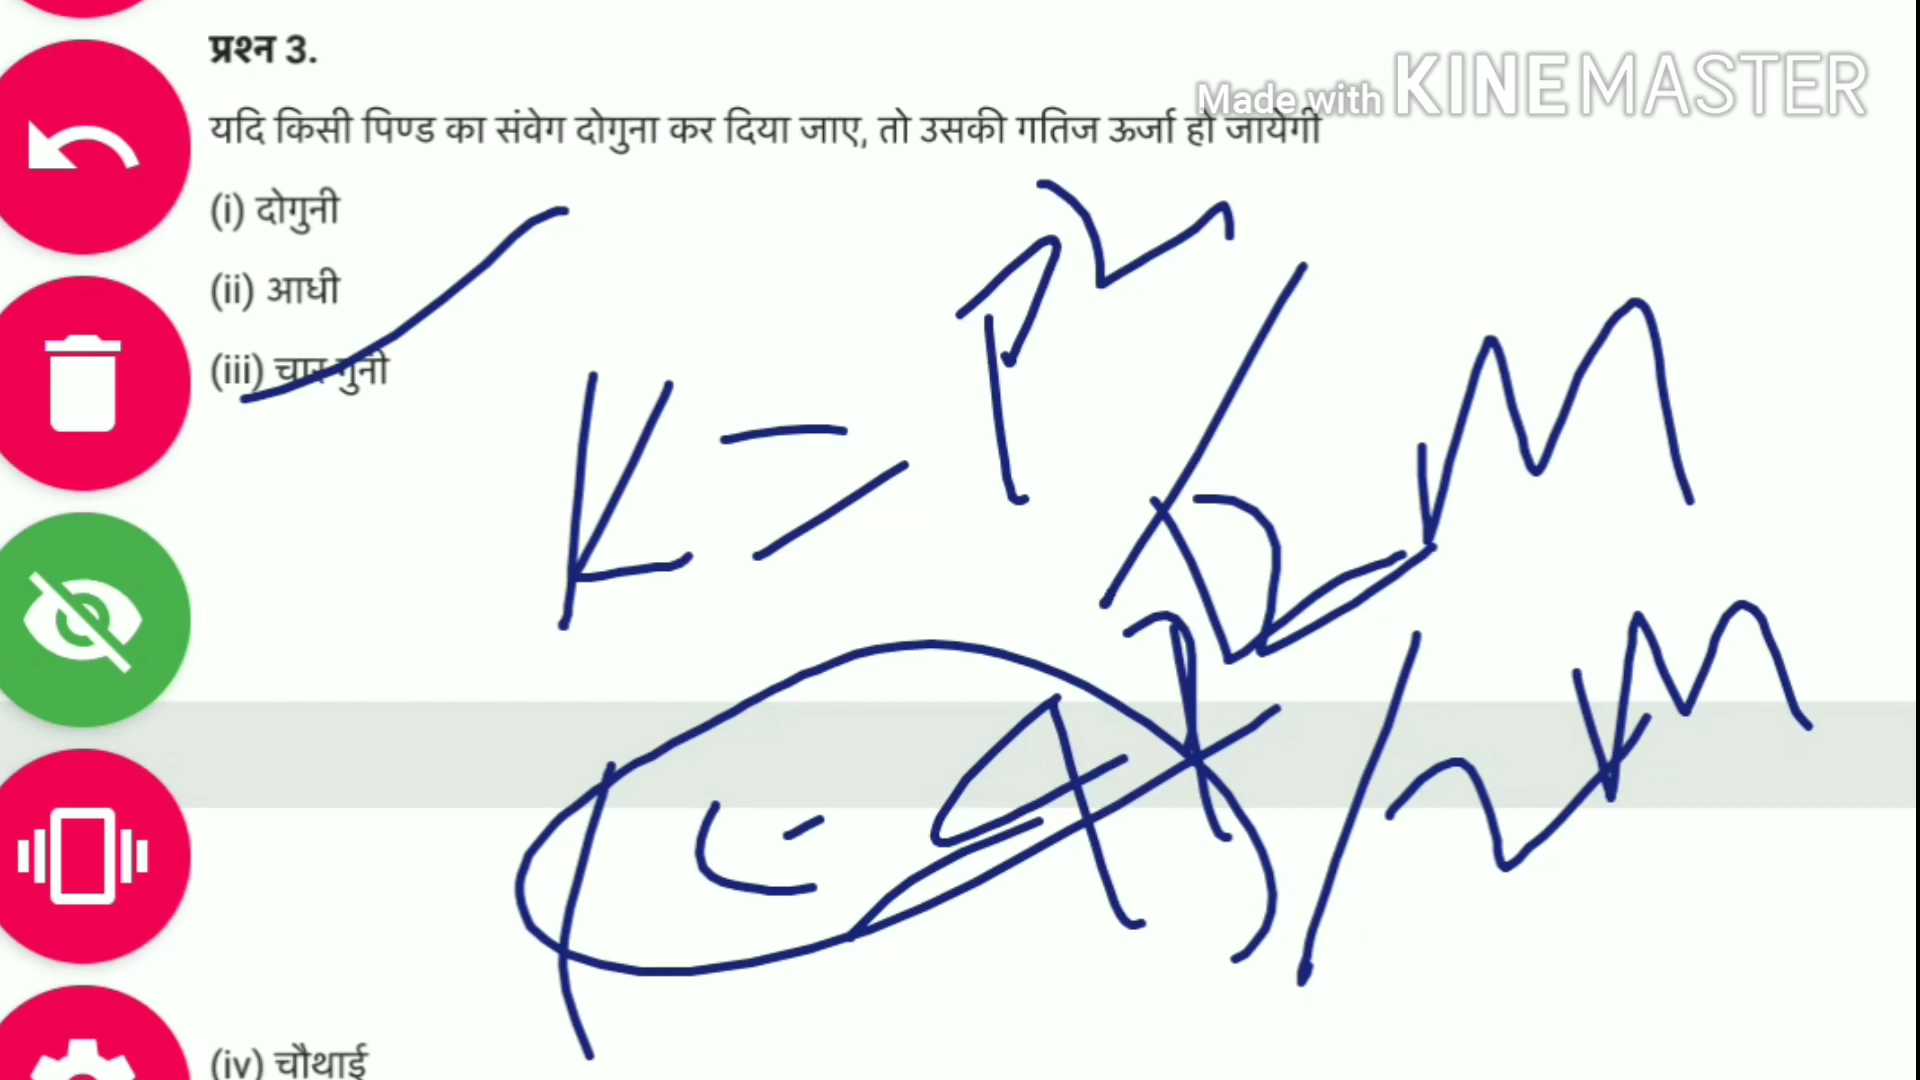 Made with KINEMASTER
प्रश्न 3.
यदि किसी पिण्ड का संवेग दोगुना कर दिया जाए, तो उसकी गतिज ऊर्जा हो जायेगी
(i) दोगुनी
(ii) आधी
(iii) चार गुनी
K = P² / 2M
(iv) चौथाई